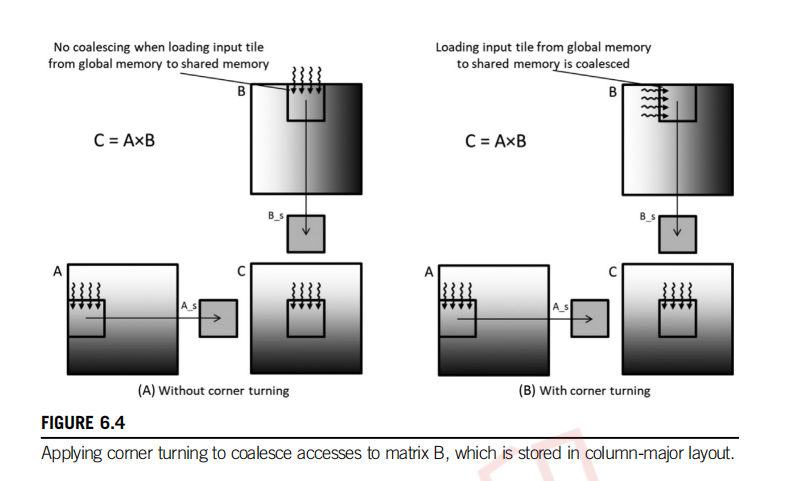 No coalescing when loading input tile
from global memory to shared memory
B
C = A×B
B_s
A
A_s
C
(A) Without corner turning
Loading input tile from global memory
to shared memory is coalesced
B
C = A×B
B_s
A
A_s
C
(B) With corner turning
FIGURE 6.4
Applying corner turning to coalesce accesses to matrix B, which is stored in column-major layout.